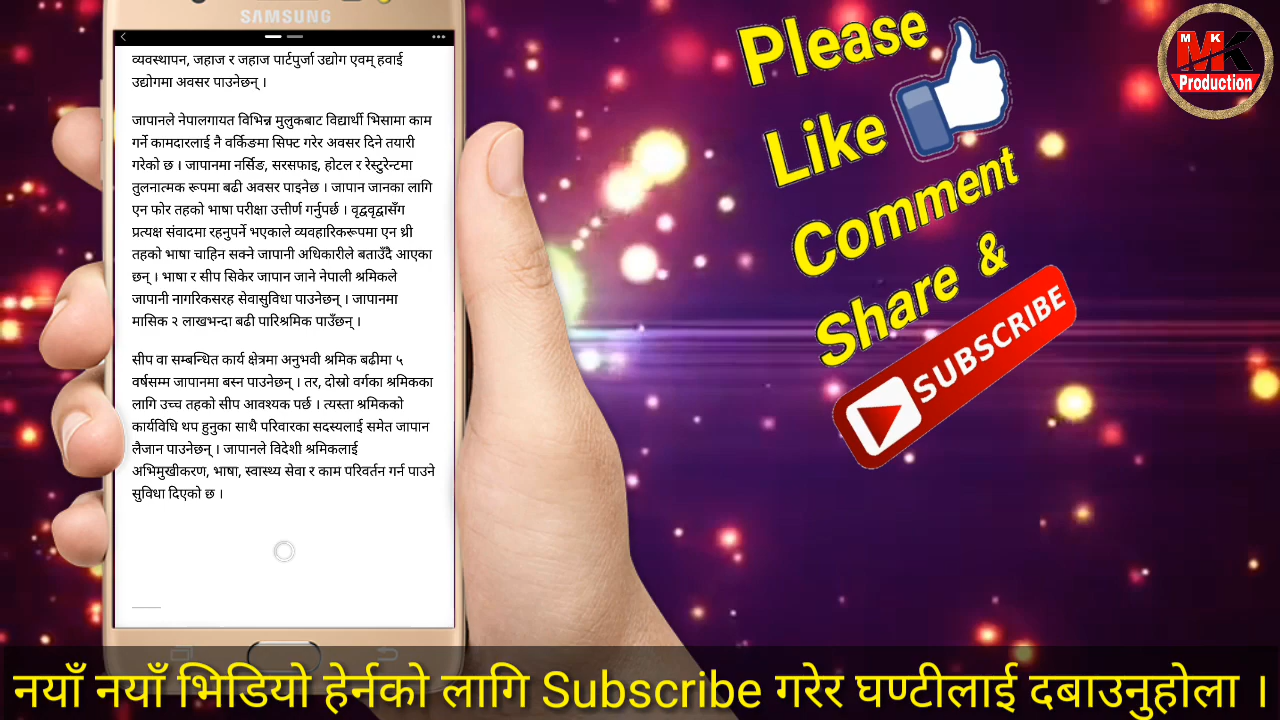 SAMSUNG
व्यवस्थापन, जहाज र जहाज पार्टपुर्जा उद्योग एवम् हवाई
उद्योगमा अवसर पाउनेछन् ।
जापानले नेपाललगायत विभिन्न मुलुकबाट विद्यार्थी भिसामा काम
गर्ने कामदारलाई नै वर्किङमा सिफ्ट गरेर अवसर दिने तयारी
गरेको छ । जापानमा नर्सिङ, सरसफाइ, होटल र रेस्टुरेन्टमा
तुलनात्मक रूपमा बढी अवसर पाइनेछ । जापान जानका लागि
एन फोर तहको भाषा परीक्षा उत्तीर्ण गर्नुपर्छ । वृद्ववृद्वासँग
प्रत्यक्ष संवादमा रहनुपर्ने भएकाले व्यवहारिकरूपमा एन थ्री
तहको भाषा चाहिन सक्ने जापानी अधिकारीले बताउँदै आएका
छन् । भाषा र सीप सिकेर जापान जाने नेपाली श्रमिकले
जापानी नागरिकसरह सेवासुविधा पाउनेछन् । जापानमा
मासिक २ लाखभन्दा बढी पारिश्रमिक पाउँछन् ।
सीप वा सम्बन्धित कार्य क्षेत्रमा अनुभवी श्रमिक बढीमा ५
वर्षसम्म जापानमा बस्न पाउनेछन् । तर, दोस्रो वर्गका श्रमिकका
लागि उच्च तहको सीप आवश्यक पर्छ । त्यस्ता श्रमिकको
कार्यविधि थप हुनुका साथै परिवारका सदस्यलाई समेत जापान
लैजान पाउनेछन् । जापानले विदेशी श्रमिकलाई
अभिमुखीकरण, भाषा, स्वास्थ्य सेवा र काम परिवर्तन गर्न पाउने
सुविधा दिएको छ ।
Please
Like
Comment
Share &
SUBSCRIBE
M K
MK
Production
नयाँ नयाँ भिडियो हेर्नको लागि Subscribe गरेर घण्टीलाई दबाउनुहोला ।